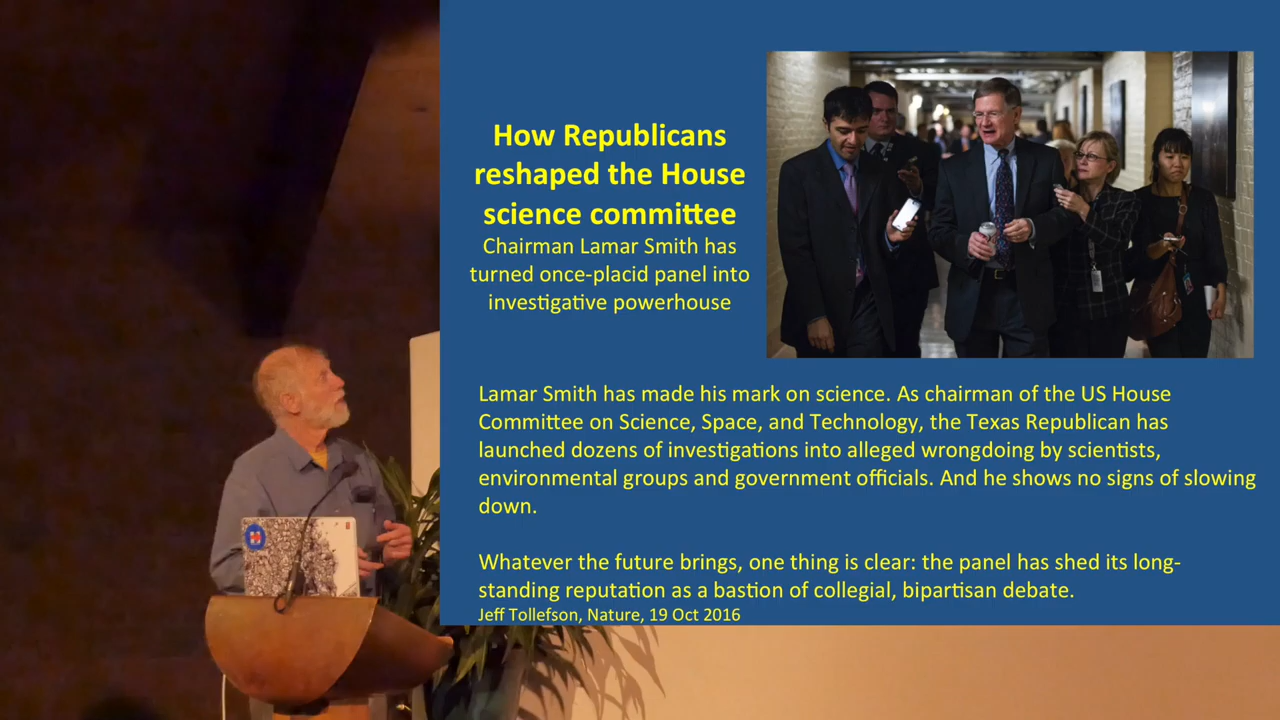 How Republicans
reshaped the House
science committee
Chairman Lamar Smith has
turned once-placid panel into
investigative powerhouse
Lamar Smith has made his mark on science. As chairman of the US House
Committee on Science, Space, and Technology, the Texas Republican has
launched dozens of investigations into alleged wrongdoing by scientists,
environmental groups and government officials. And he shows no signs of slowing
down.
Whatever the future brings, one thing is clear: the panel has shed its long-
standing reputation as a bastion of collegial, bipartisan debate.
Jeff Tollefson, Nature, 19 Oct 2016